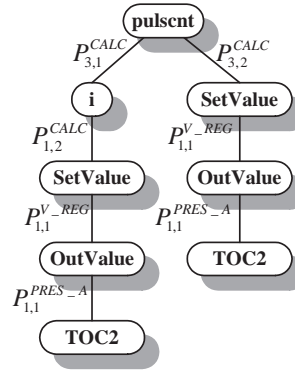 pulscnt
P_{3,1}^{CALC} P_{3,2}^{CALC}
i SetValue
P_{1,2}^{CALC} P_{1,1}^{V_REG}
SetValue OutValue
P_{1,1}^{V_REG} P_{1,1}^{PRES_A}
OutValue TOC2
P_{1,1}^{PRES_A}
TOC2